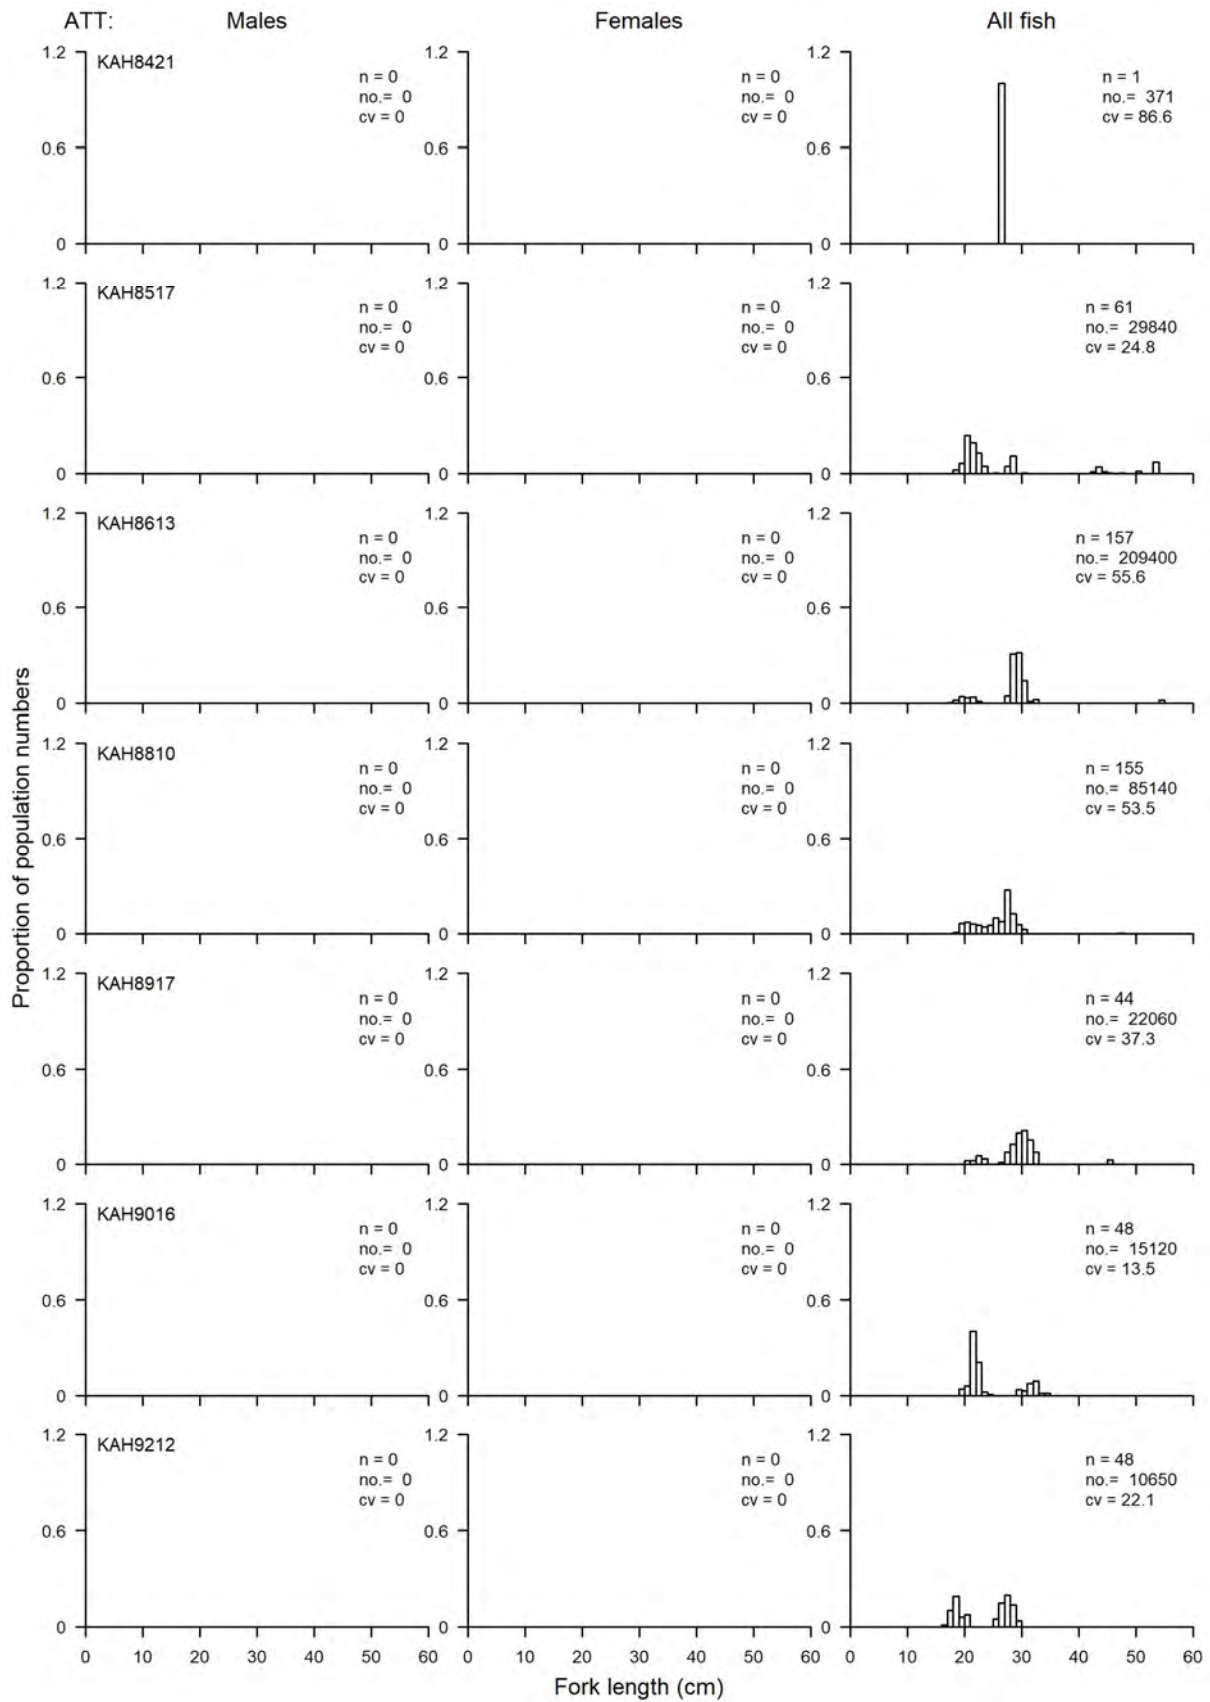 ATT: Males Females All fish
1.2 KAH8421 n = 0 1.2 n = 0 1.2 n = 1
no.= 0 no.= 0 no.= 371
cv = 0 cv = 0 cv = 86.6
0.6 0.6 0.6
0 0 0
1.2 KAH8517 n = 0 1.2 n = 0 1.2 n = 61
no.= 0 no.= 0 no.= 29840
cv = 0 cv = 0 cv = 24.8
0.6 0.6 0.6
0 0 0
1.2 KAH8613 n = 0 1.2 n = 0 1.2 n = 157
no.= 0 no.= 0 no.= 209400
cv = 0 cv = 0 cv = 55.6
0.6 0.6 0.6
0 0 0
Proportion of population numbers
1.2 KAH8810 n = 0 1.2 n = 0 1.2 n = 155
no.= 0 no.= 0 no.= 85140
cv = 0 cv = 0 cv = 53.5
0.6 0.6 0.6
0 0 0
1.2 KAH8917 n = 0 1.2 n = 0 1.2 n = 44
no.= 0 no.= 0 no.= 22060
cv = 0 cv = 0 cv = 37.3
0.6 0.6 0.6
0 0 0
1.2 KAH9016 n = 0 1.2 n = 0 1.2 n = 48
no.= 0 no.= 0 no.= 15120
cv = 0 cv = 0 cv = 13.5
0.6 0.6 0.6
0 0 0
1.2 KAH9212 n = 0 1.2 n = 0 1.2 n = 48
no.= 0 no.= 0 no.= 10650
cv = 0 cv = 0 cv = 22.1
0.6 0.6 0.6
0 0 0
0 10 20 30 40 50 60 0 10 20 30 40 50 60 0 10 20 30 40 50 60
Fork length (cm)